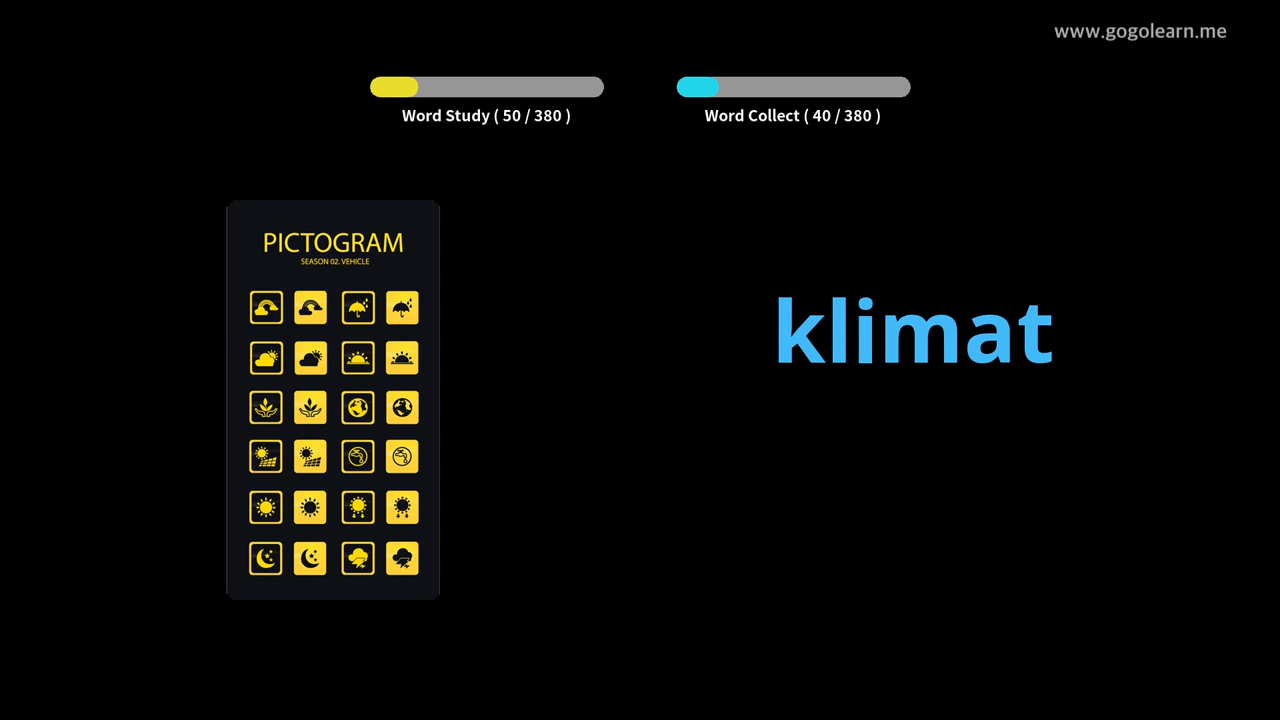 www.gogolearn.me
Word Study ( 50 / 380 )
Word Collect ( 40 / 380 )
PICTOGRAM
SEASON 02. VEHICLE
klimat